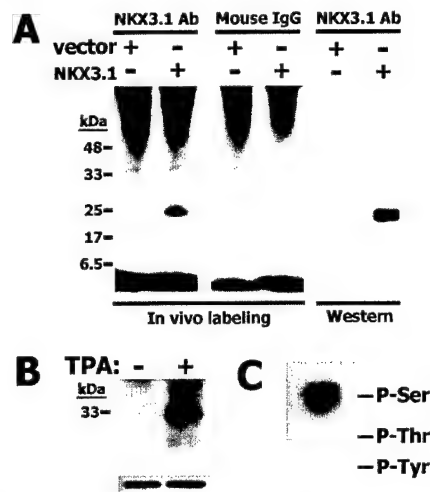 A
NKX3.1 Ab Mouse IgG NKX3.1 Ab
vector + - + - + -
NKX3.1 - + - + - +
kDa
48-
33-
25-
17-
6.5-
In vivo labeling Western
B
TPA: - +
kDa
33-
C
-P-Ser
-P-Thr
-P-Tyr